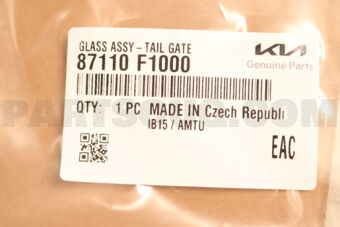 GLASS ASSY-TAIL GATE
87110 F1000
KIA
Genuine Parts
QTY: 1 PC MADE IN Czech Republi
IB15 / AMTU
EAC